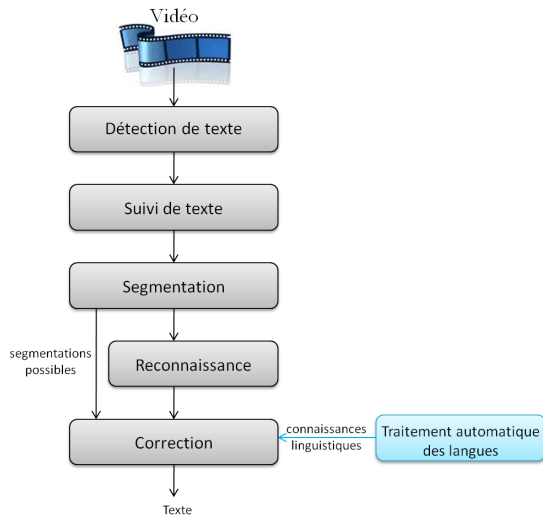 Vidéo
Détection de texte
Suivi de texte
Segmentation
segmentations
possibles
Reconnaissance
Correction
connaissances
linguistiques
Traitement automatique
des langues
Texte